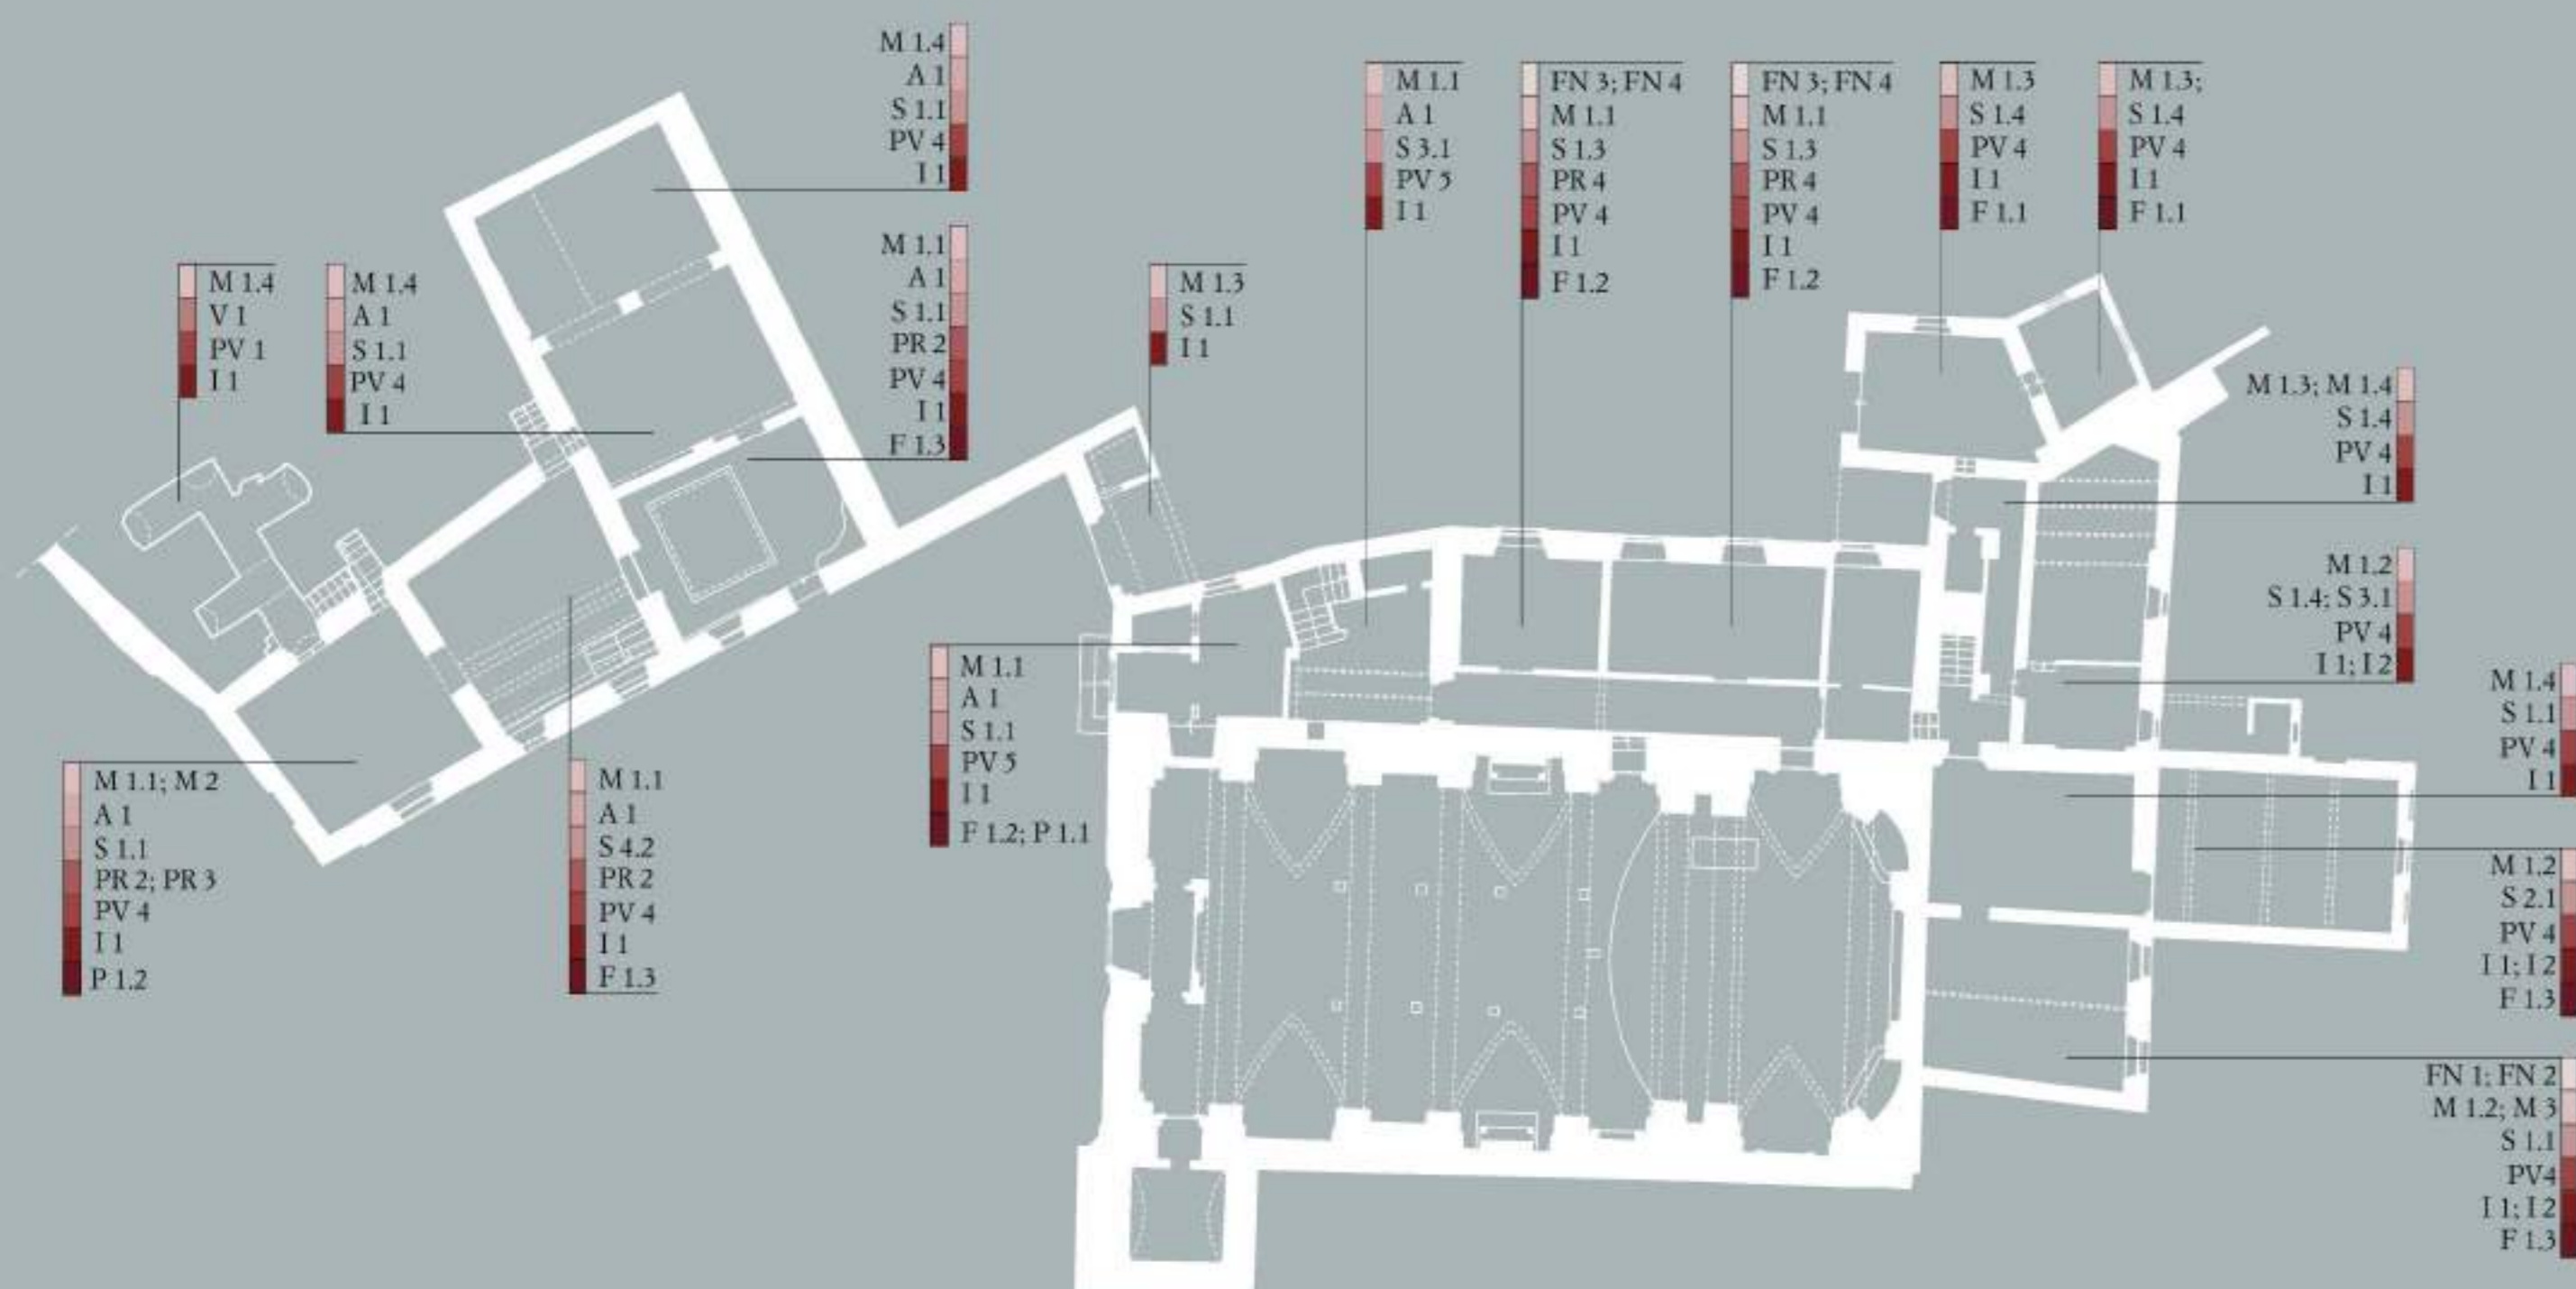 M 1.4
A 1
S 1.1
PV 4
I 1
M 1.1
A 1
S 1.1
PR 2
PV 4
I 1
F 1.3
M 1.4
V 1
PV 1
I 1
M 1.4
A 1
S 1.1
PV 4
I 1
M 1.1; M 2
A 1
S 1.1
PR 2; PR 3
PV 4
I 1
P 1.2
M 1.1
A 1
S 4.2
PR 2
PV 4
I 1
F 1.3
M 1.3
S 1.1
I 1
M 1.1
A 1
S 1.1
PV 5
I 1
F 1.2; P 1.1
M 1.1
A 1
S 3.1
PV 5
I 1
FN 3; FN 4
M 1.1
S 1.3
PR 4
PV 4
I 1
F 1.2
FN 3; FN 4
M 1.1
S 1.3
PR 4
PV 4
I 1
F 1.2
M 1.3
S 1.4
PV 4
I 1
F 1.1
M 1.3;
S 1.4
PV 4
I 1
F 1.1
M 1.3; M 1.4
S 1.4
PV 4
I 1
M 1.2
S 1.4; S 3.1
PV 4
I 1; I 2
M 1.4
S 1.1
PV 4
I 1
M 1.2
S 2.1
PV 4
I 1; I 2
F 1.3
FN 1; FN 2
M 1.2; M 3
S 1.1
PV4
I 1; I 2
F 1.3